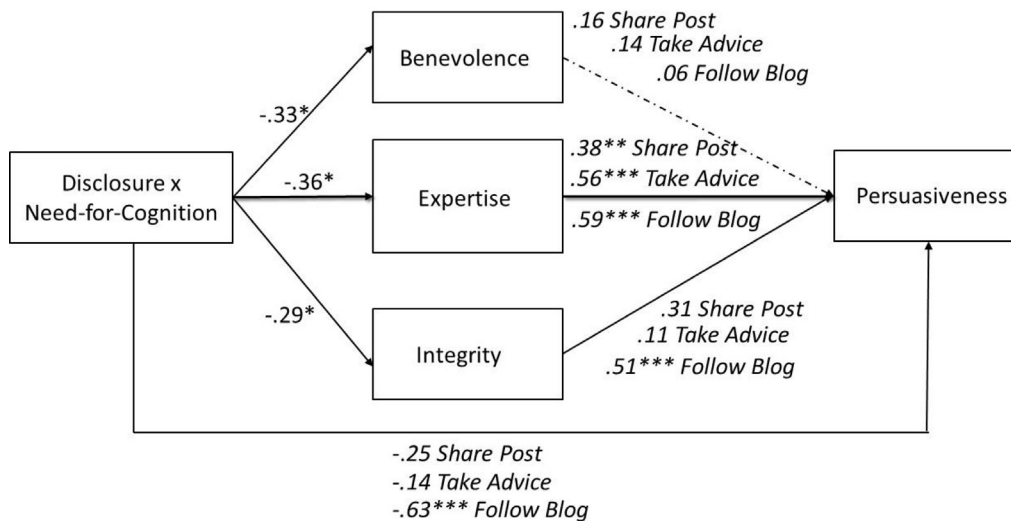 .16 Share Post
.14 Take Advice
.06 Follow Blog
Benevolence
-.33*
.38** Share Post
.56*** Take Advice
.59*** Follow Blog
Disclosure x
Need-for-Cognition
-.36*
Expertise
Persuasiveness
-.29*
Integrity
.31 Share Post
.11 Take Advice
.51*** Follow Blog
-.25 Share Post
-.14 Take Advice
-.63*** Follow Blog